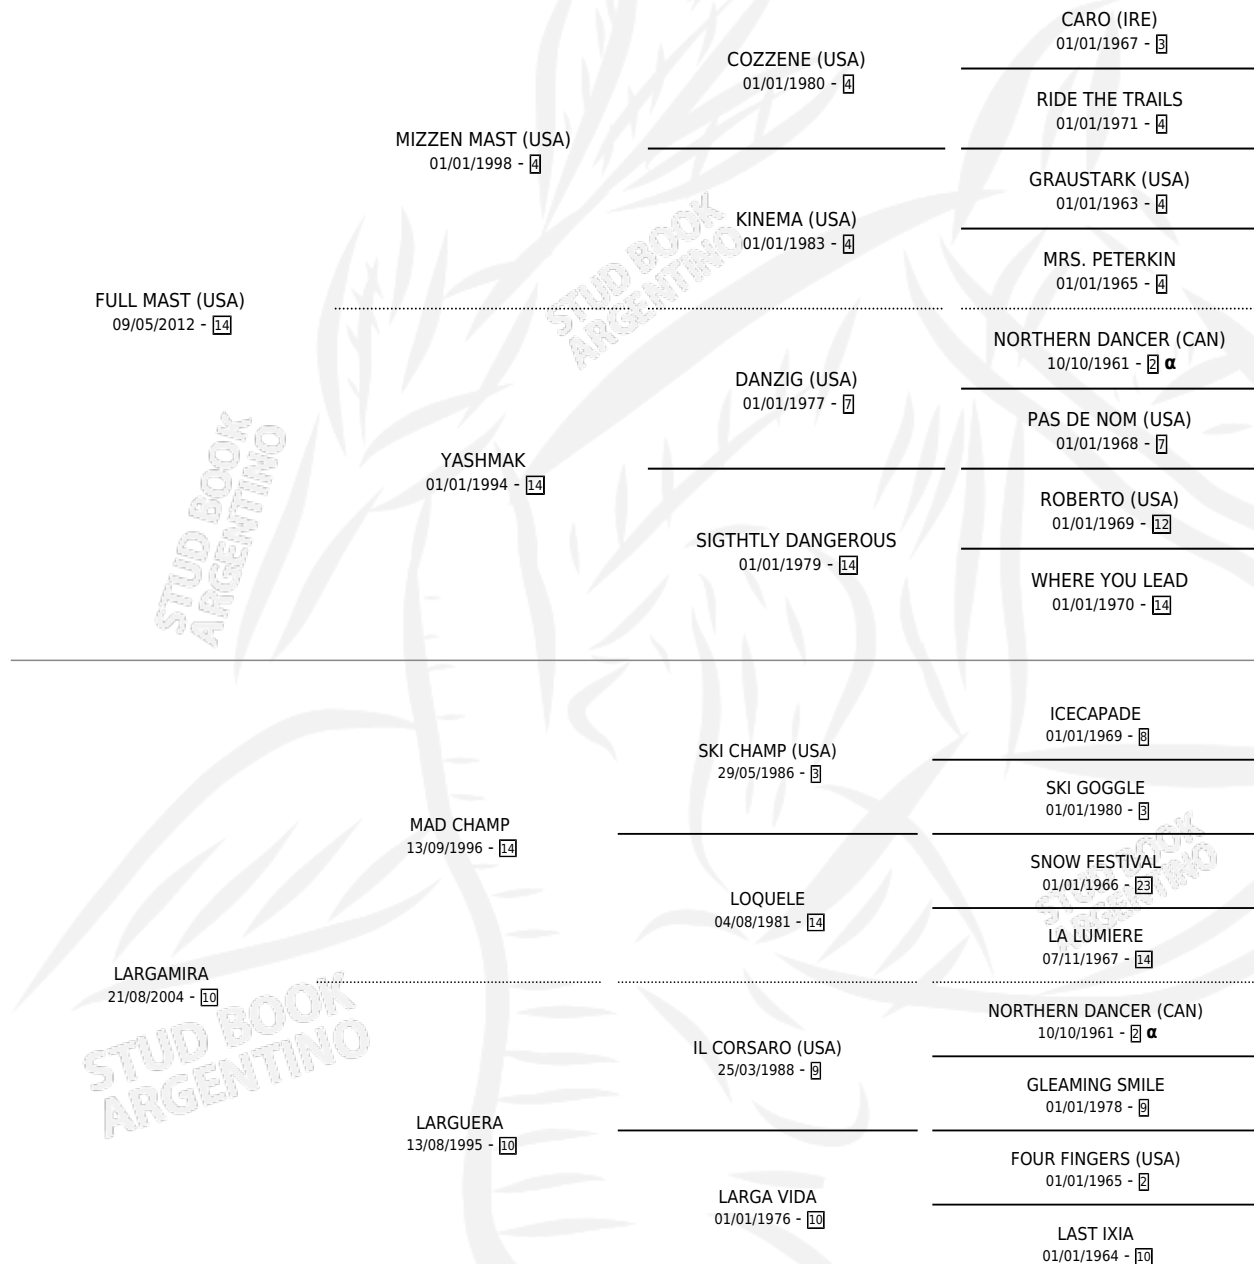 CARO (IRE)
01/01/1967 - 3
COZZENE (USA)
01/01/1980 - 4
RIDE THE TRAILS
01/01/1971 - 4
MIZZEN MAST (USA)
01/01/1998 - 4
GRAUSTARK (USA)
01/01/1963 - 4
KINEMA (USA)
01/01/1983 - 4
MRS. PETERKIN
01/01/1965 - 4
FULL MAST (USA)
09/05/2012 - 14
NORTHERN DANCER (CAN)
10/10/1961 - 2 α
DANZIG (USA)
01/01/1977 - 7
PAS DE NOM (USA)
01/01/1968 - 7
YASHMAK
01/01/1994 - 14
ROBERTO (USA)
01/01/1969 - 12
SIGTHTLY DANGEROUS
01/01/1979 - 14
WHERE YOU LEAD
01/01/1970 - 14
ICECAPADE
01/01/1969 - 8
SKI CHAMP (USA)
29/05/1986 - 3
SKI GOGGLE
01/01/1980 - 3
MAD CHAMP
13/09/1996 - 14
SNOW FESTIVAL
01/01/1966 - 23
LOQUELE
04/08/1981 - 14
LA LUMIERE
07/11/1967 - 14
LARGAMIRA
21/08/2004 - 10
NORTHERN DANCER (CAN)
10/10/1961 - 2 α
IL CORSARO (USA)
25/03/1988 - 9
GLEAMING SMILE
01/01/1978 - 9
LARGUERA
13/08/1995 - 10
FOUR FINGERS (USA)
01/01/1965 - 2
LARGA VIDA
01/01/1976 - 10
LAST IXIA
01/01/1964 - 10
STUD BOOK
ARGENTINO
STUD BOOK
ARGENTINO
STUD BOOK
ARGENTINO
STUD BOOK
ARGENTINO